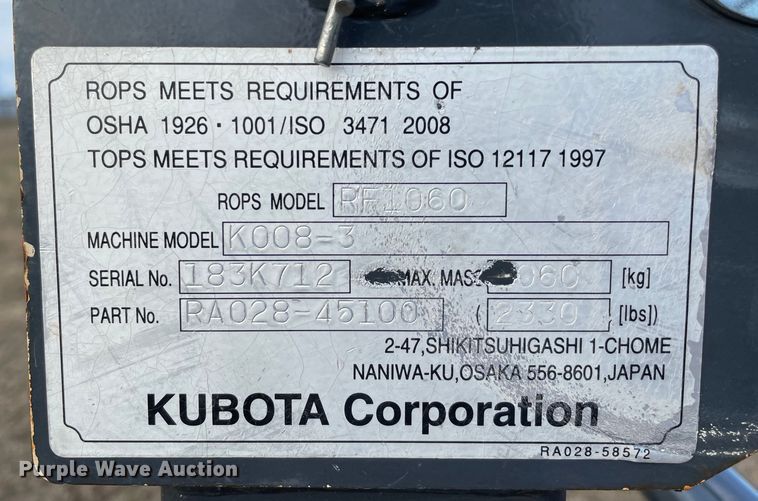 ROPS MEETS REQUIREMENTS OF
OSHA 1926・1001/ISO 3471 2008
TOPS MEETS REQUIREMENTS OF ISO 12117 1997
ROPS MODEL RF1060
MACHINE MODEL K008-3
SERIAL No. 183K712 MAX. MASS 060 [kg]
PART No. RA028-45100 ( 2330 [lbs])
2-47,SHIKITSUHIGASHI 1-CHOME
NANIWA-KU,OSAKA 556-8601,JAPAN
KUBOTA Corporation
RA028-58572
Purple Wave Auction